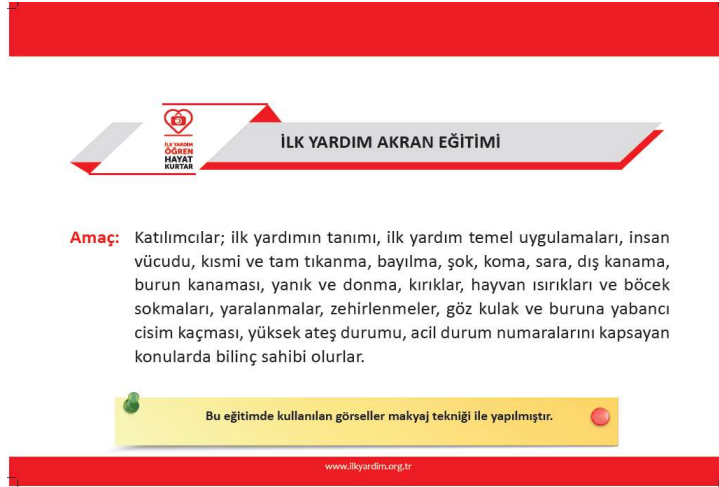 İLK YARDIM
ÖĞREN
HAYAT
KURTAR
İLK YARDIM AKRAN EĞİTİMİ
Amaç: Katılımcılar; ilk yardımın tanımı, ilk yardım temel uygulamaları, insan
vücudu, kısmi ve tam tıkanma, bayılma, şok, koma, sara, dış kanama,
burun kanaması, yanık ve donma, kırıklar, hayvan ısırıkları ve böcek
sokmaları, yaralanmalar, zehirlenmeler, göz kulak ve buruna yabancı
cisim kaçması, yüksek ateş durumu, acil durum numaralarını kapsayan
konularda bilinç sahibi olurlar.
Bu eğitimde kullanılan görseller makyaj tekniği ile yapılmıştır.
www.ilkyardim.org.tr